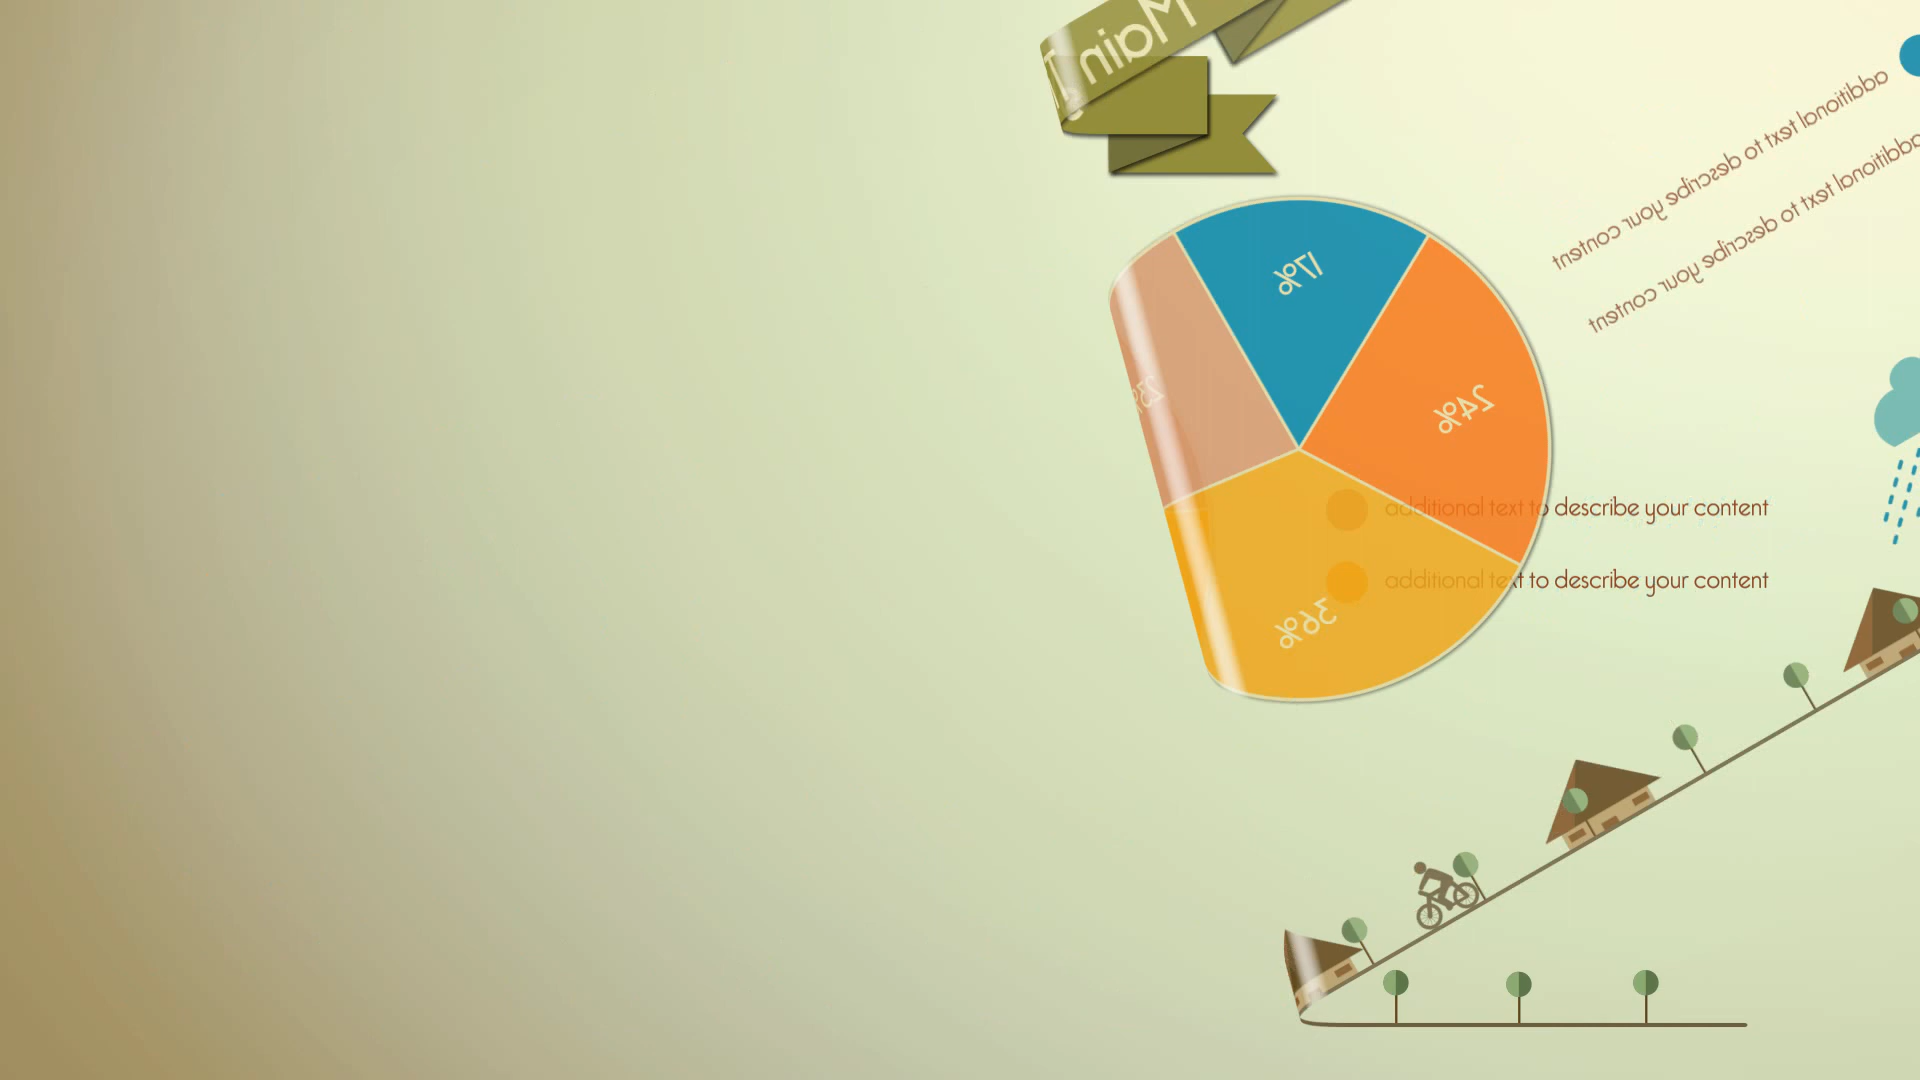 Main
additional text to describe your content
additional text to describe your content
17%
24%
23%
additional text to describe your content
additional text to describe your content
36%